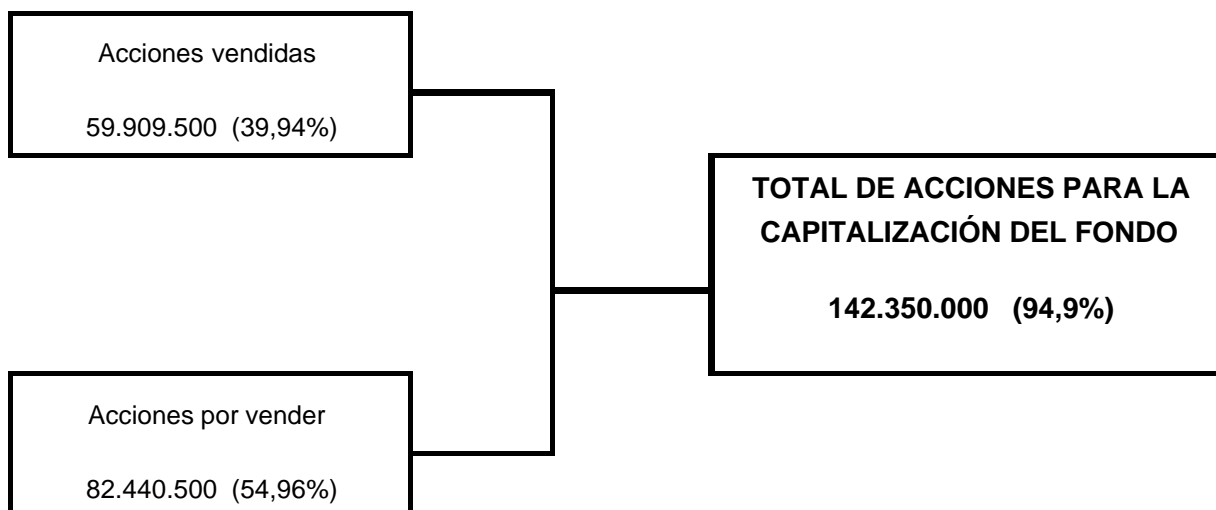 Acciones vendidas
59.909.500 (39,94%)
TOTAL DE ACCIONES PARA LA
CAPITALIZACIÓN DEL FONDO
142.350.000 (94,9%)
Acciones por vender
82.440.500 (54,96%)